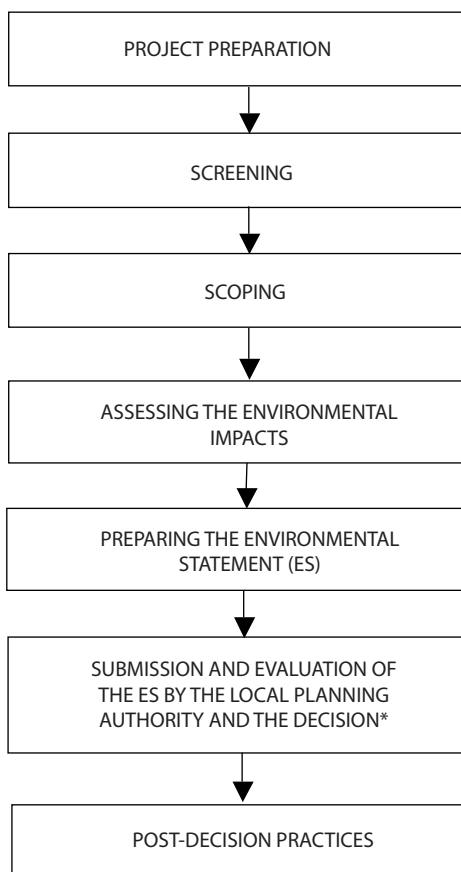 PROJECT PREPARATION
SCREENING
SCOPING
ASSESSING THE ENVIRONMENTAL
IMPACTS
PREPARING THE ENVIRONMENTAL
STATEMENT (ES)
SUBMISSION AND EVALUATION OF
THE ES BY THE LOCAL PLANNING
AUTHORITY AND THE DECISION*
POST-DECISION PRACTICES